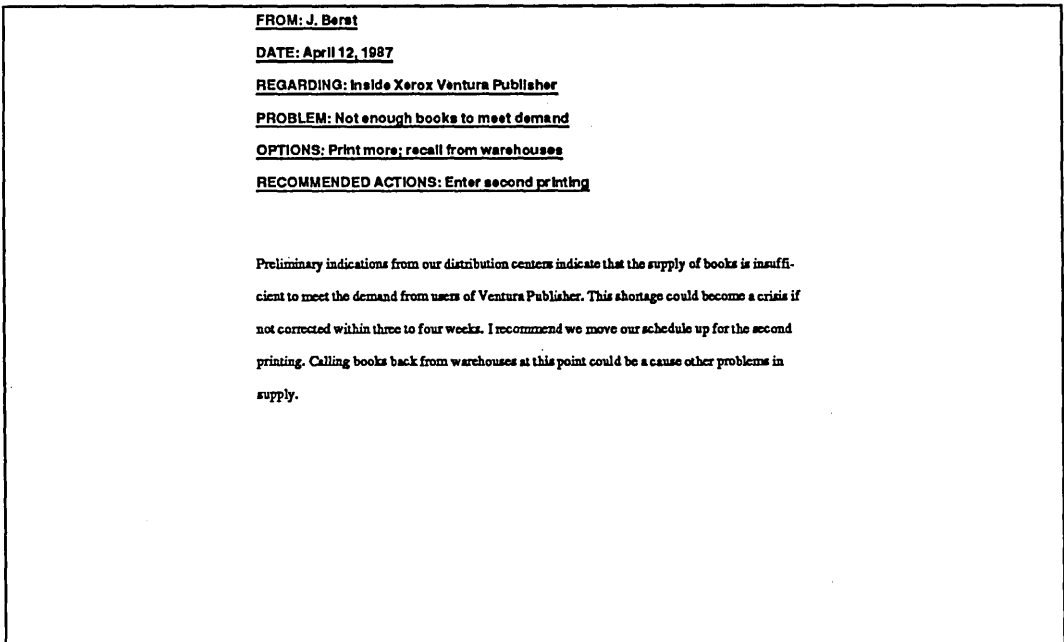 FROM: J. Berst
DATE: April 12, 1987
REGARDING: Inside Xerox Ventura Publisher
PROBLEM: Not enough books to meet demand
OPTIONS: Print more; recall from warehouses
RECOMMENDED ACTIONS: Enter second printing
Preliminary indications from our distribution centers indicate that the supply of books is insuffi-
cient to meet the demand from users of Ventura Publisher. This shortage could become a crisis if
not corrected within three to four weeks. I recommend we move our schedule up for the second
printing. Calling books back from warehouses at this point could be a cause other problems in
supply.